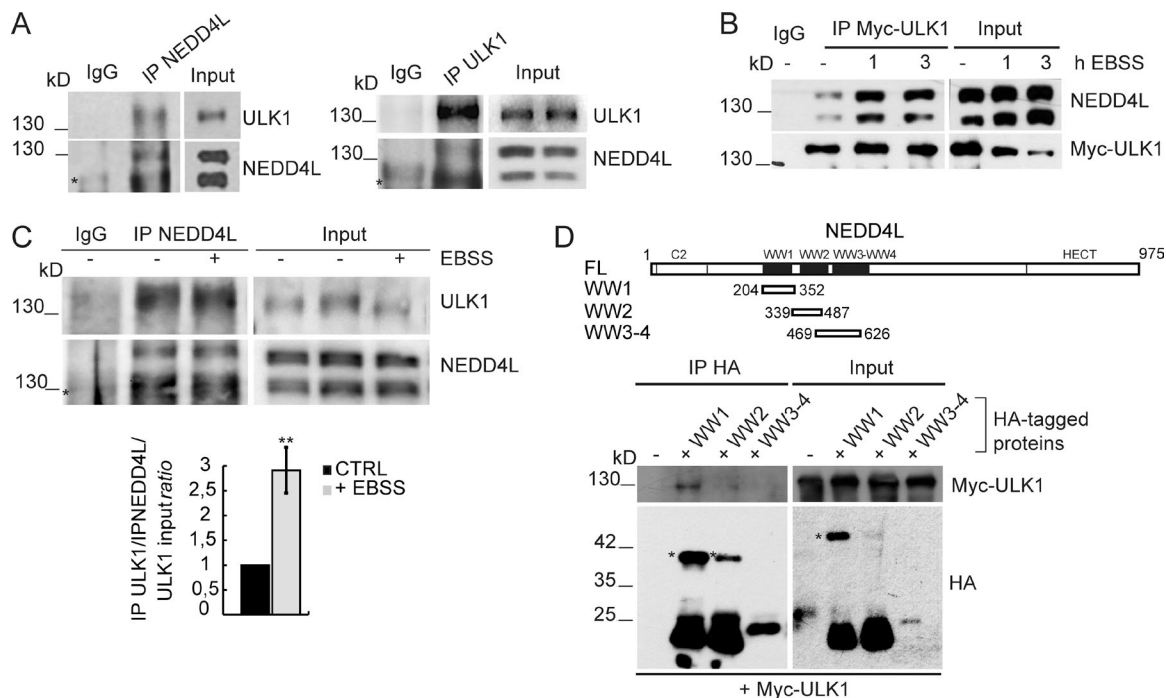 A
kD
IgG
IP NEDD4L
Input
130
ULK1
130
NEDD4L
*
kD
IgG
IP ULK1
Input
130
ULK1
130
NEDD4L
*
B
IgG
IP Myc-ULK1
Input
kD
- - 1 3 - 1 3 h EBSS
130
NEDD4L
130
Myc-ULK1
C
IgG
IP NEDD4L
Input
- - + - - + EBSS
kD
130
ULK1
130
NEDD4L
*
IP ULK1/IPNEDD4L/
ULK1 input ratio
3
2,5
2
1,5
1
0,5
0
**
CTRL
+ EBSS
D
NEDD4L
1
C2
WW1
WW2
WW3-WW4
HECT
975
FL
WW1
204
352
WW2
339
487
WW3-4
469
626
IP HA
Input
WW1
WW2
WW3-4
WW1
WW2
WW3-4
HA-tagged
proteins
- + + + - + + +
kD
130
Myc-ULK1
42
35
25
* *
*
HA
+ Myc-ULK1